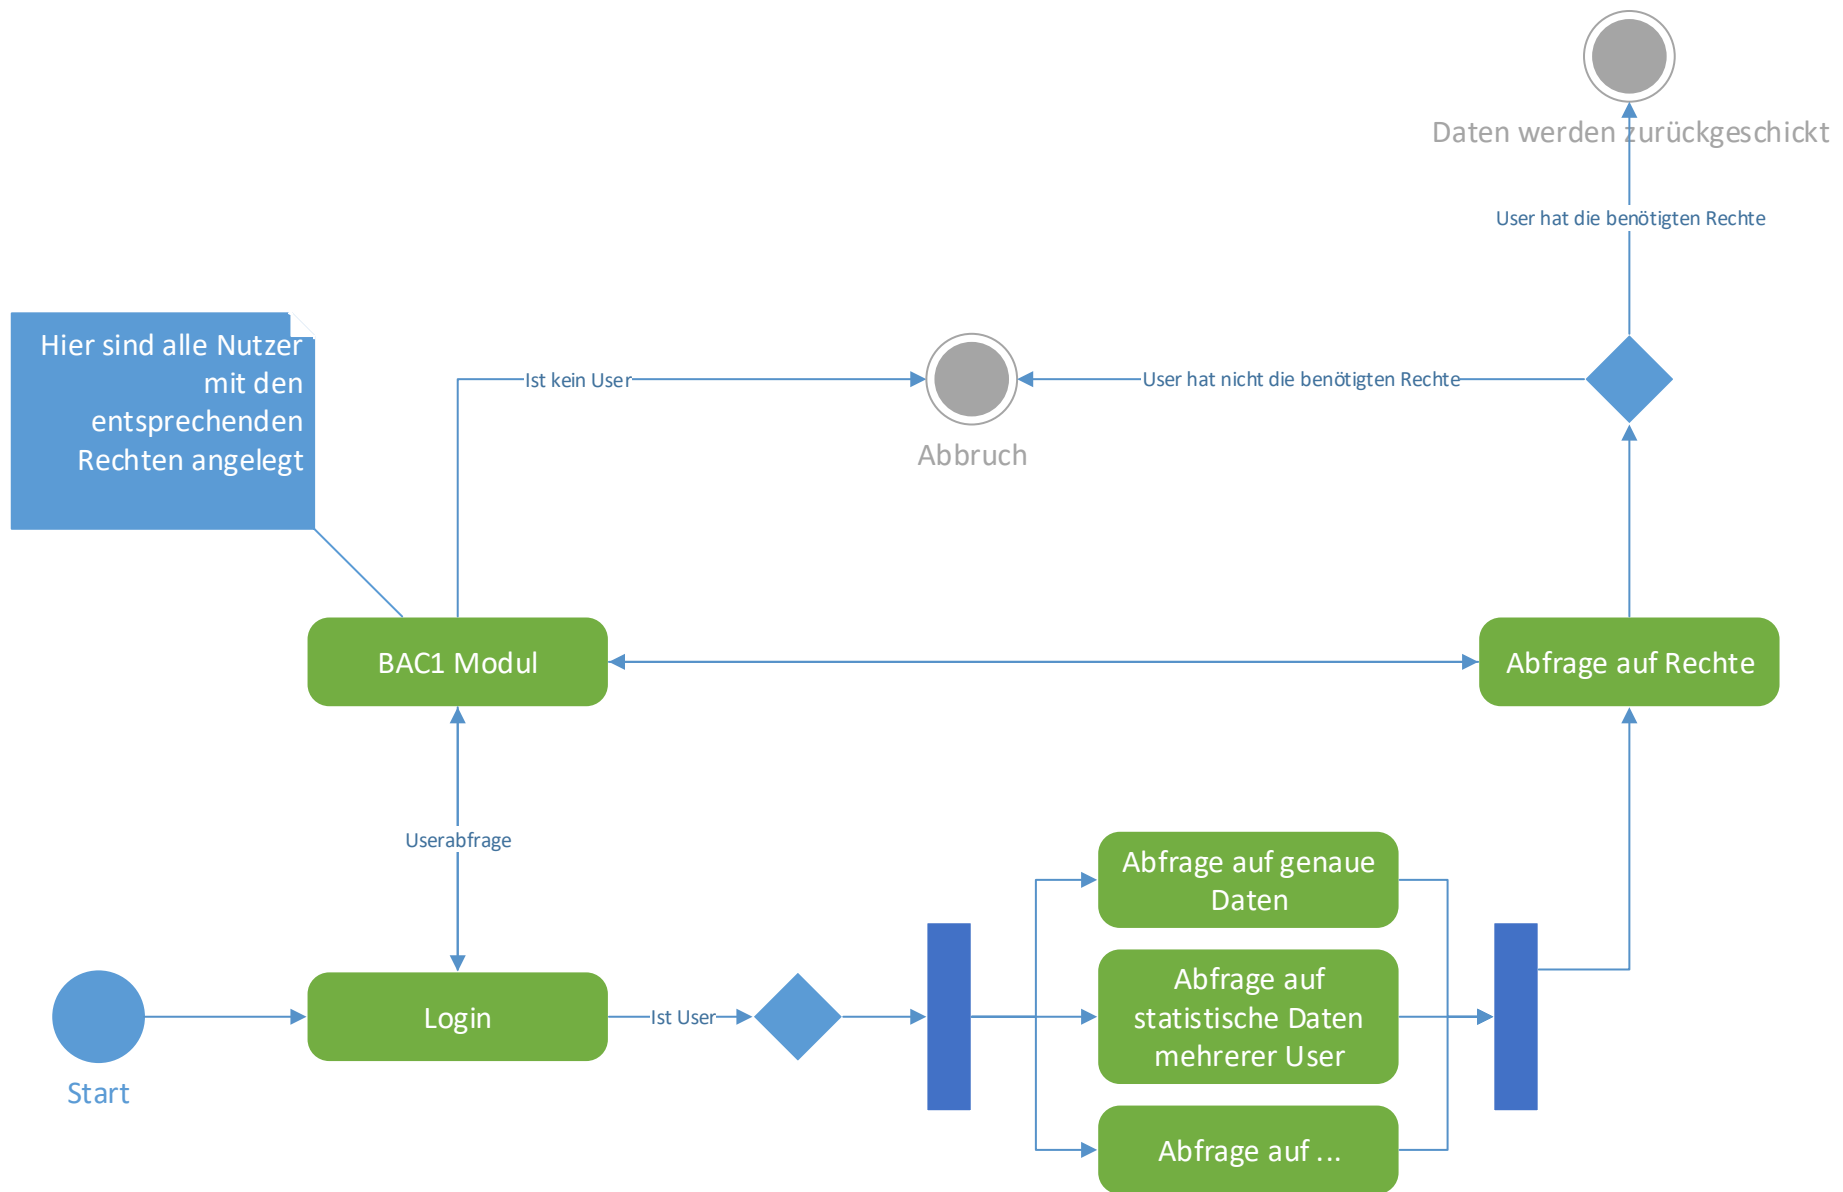 Daten werden zurückgeschickt
User hat die benötigten Rechte
Hier sind alle Nutzer
mit den
entsprechenden
Rechten angelegt
Ist kein User
User hat nicht die benötigten Rechte
Abbruch
BAC1 Modul
Abfrage auf Rechte
Userabfrage
Abfrage auf genaue
Daten
Abfrage auf
statistische Daten
mehrerer User
Login
Ist User
Start
Abfrage auf ...